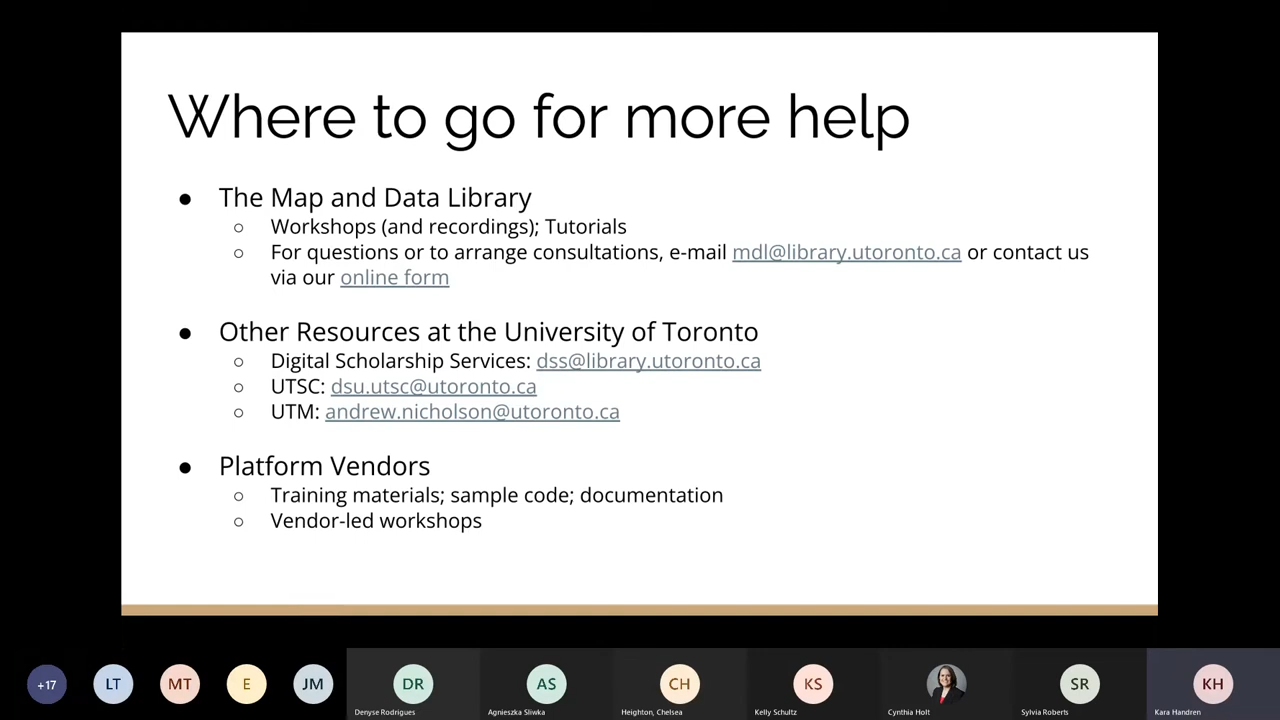 Where to go for more help
● The Map and Data Library
○ Workshops (and recordings); Tutorials
○ For questions or to arrange consultations, e-mail mdl@library.utoronto.ca or contact us
via our online form
● Other Resources at the University of Toronto
○ Digital Scholarship Services: dss@library.utoronto.ca
○ UTSC: dsu.utsc@utoronto.ca
○ UTM: andrew.nicholson@utoronto.ca
● Platform Vendors
○ Training materials; sample code; documentation
○ Vendor-led workshops
+17 LT MT E JM DR AS CH KS SR KH
Denyse Rodrigues Agnieszka Sliwka Heighton, Chelsea Kelly Schultz Cynthia Holt Sylvia Roberts Kara Handren